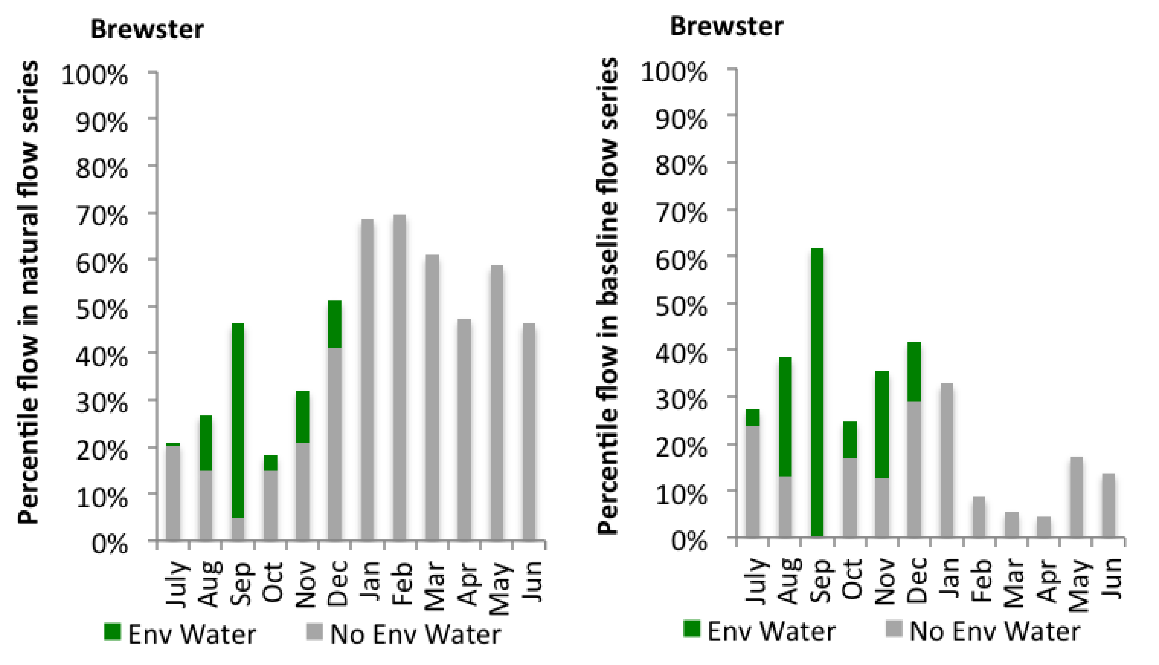 Brewster
Percentile flow in natural flow series
100%
90%
80%
70%
60%
50%
40%
30%
20%
10%
0%
July Aug Sep Oct Nov Dec Jan Feb Mar Apr May Jun
Env Water No Env Water
Brewster
Percentile flow in baseline flow series
100%
90%
80%
70%
60%
50%
40%
30%
20%
10%
0%
July Aug Sep Oct Nov Dec Jan Feb Mar Apr May Jun
Env Water No Env Water